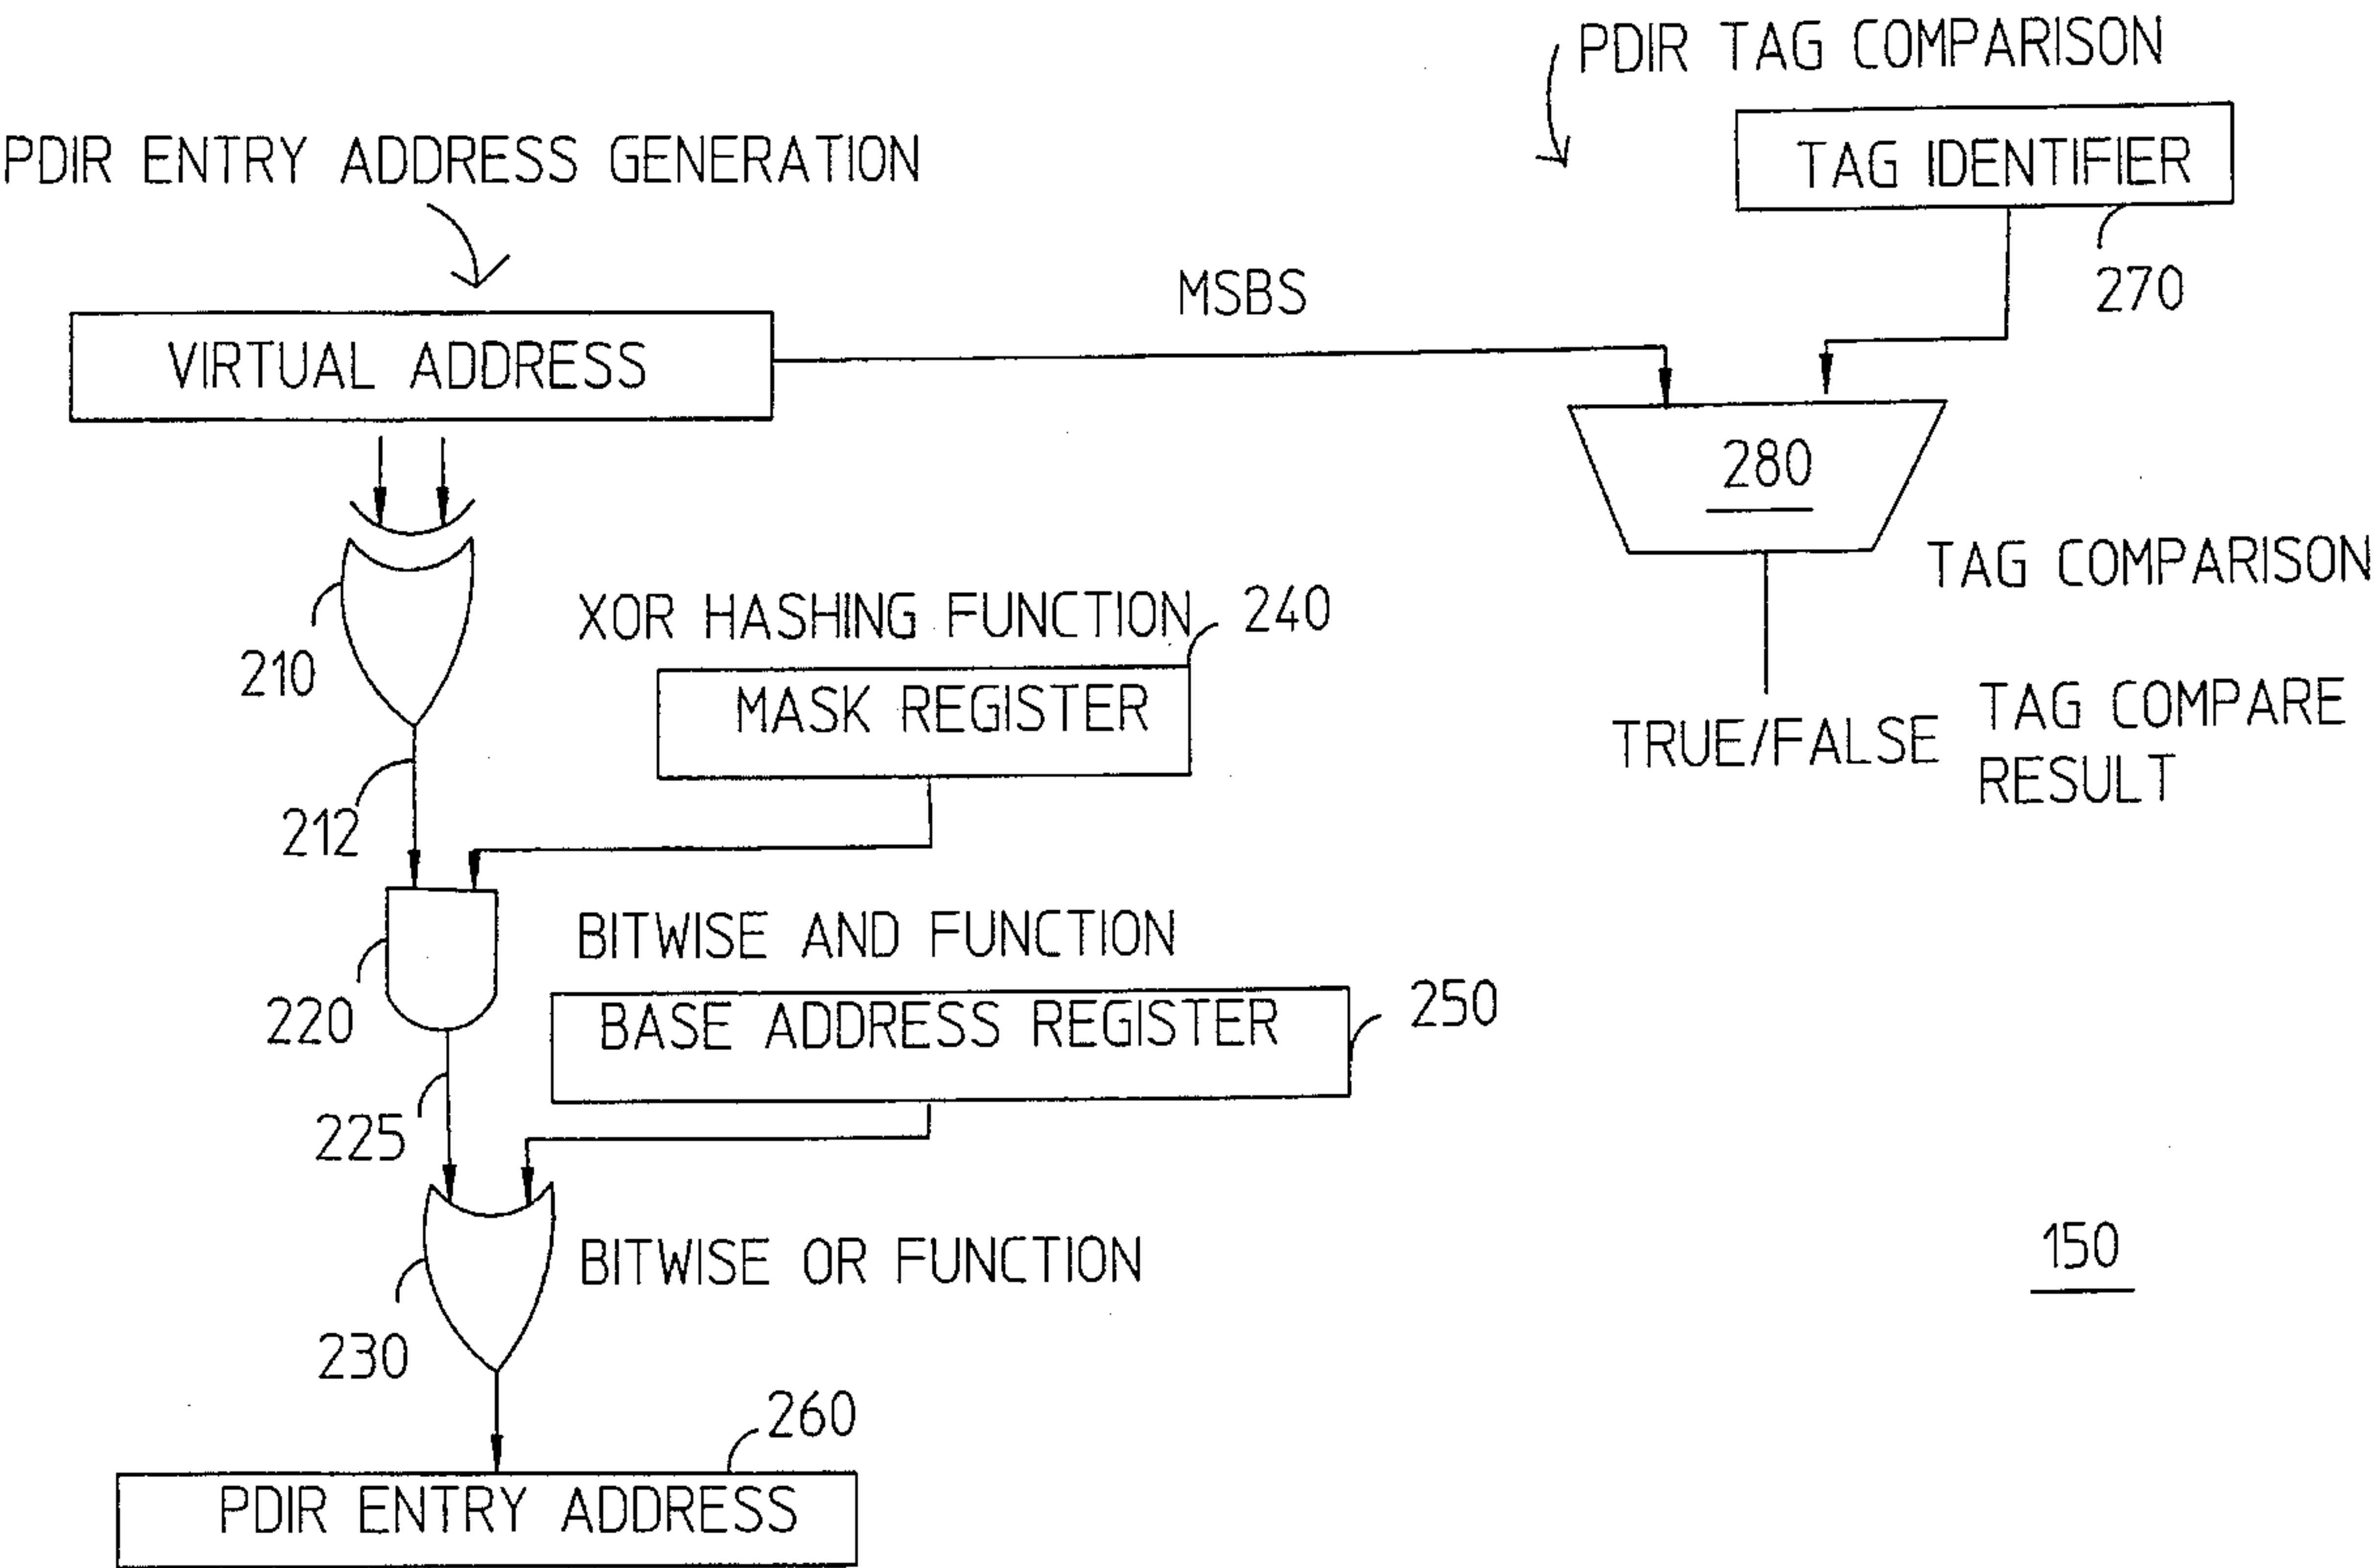 PDIR TAG COMPARISON
TAG IDENTIFIER
270
PDIR ENTRY ADDRESS GENERATION
MSBS
VIRTUAL ADDRESS
280
TAG COMPARISON
TRUE/FALSE
TAG COMPARE
RESULT
210
XOR HASHING FUNCTION
240
MASK REGISTER
212
BITWISE AND FUNCTION
220
BASE ADDRESS REGISTER
250
225
BITWISE OR FUNCTION
230
150
260
PDIR ENTRY ADDRESS